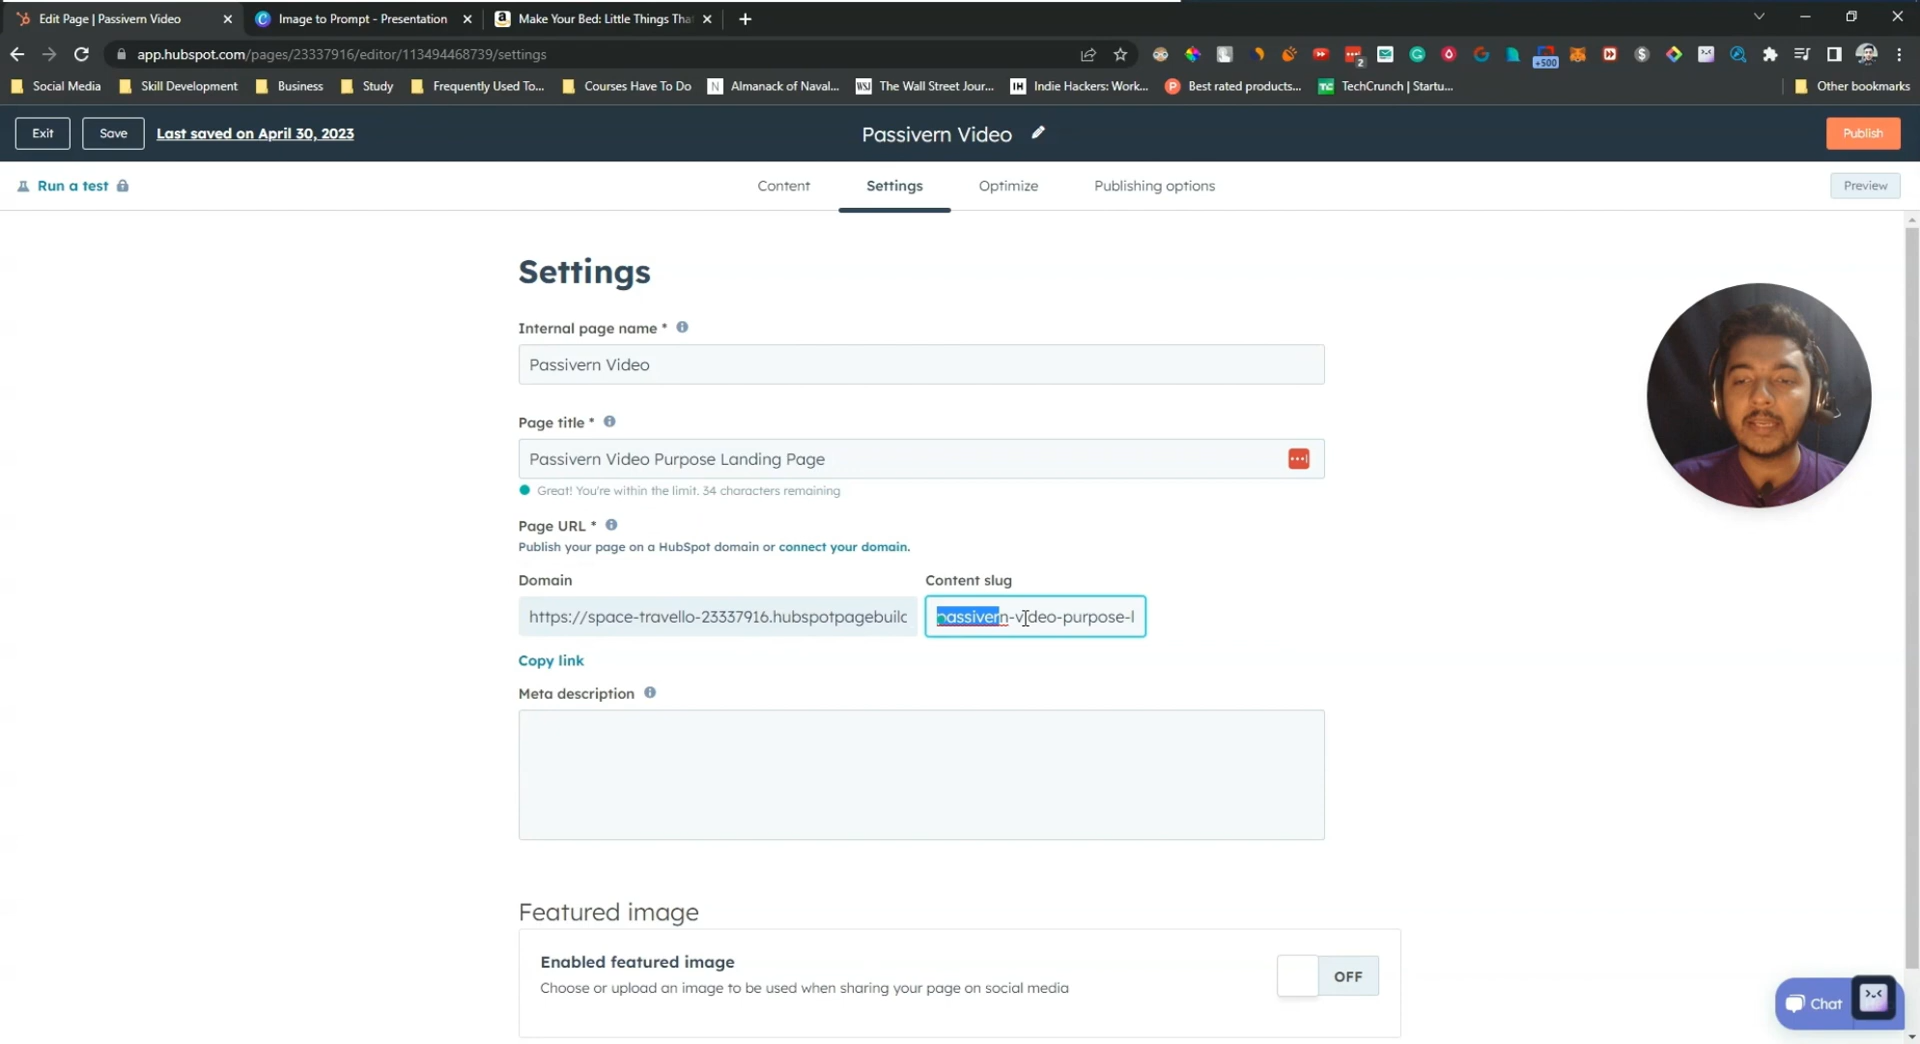 Edit Page | Passivern Video
Image to Prompt - Presentation
Make Your Bed: Little Things Tha
app.hubspot.com/pages/23337916/editor/113494468739/settings
2
+500
Social Media
Skill Development
Business
Study
Frequently Used To...
Courses Have To Do
N Almanack of Naval...
WSJ The Wall Street Jour...
IH Indie Hackers: Work...
P Best rated products...
TC TechCrunch | Startu...
Other bookmarks
Exit
Save
Last saved on April 30, 2023
Passivern Video
Publish
Run a test
Content
Settings
Optimize
Publishing options
Preview
Settings
Internal page name *
Passivern Video
Page title *
Passivern Video Purpose Landing Page
Great! You're within the limit. 34 characters remaining
Page URL *
Publish your page on a HubSpot domain or connect your domain.
Domain
Content slug
https://space-travello-23337916.hubspotpagebuilc
passivern-video-purpose-l
Copy link
Meta description
Featured image
Enabled featured image
Choose or upload an image to be used when sharing your page on social media
OFF
Chat